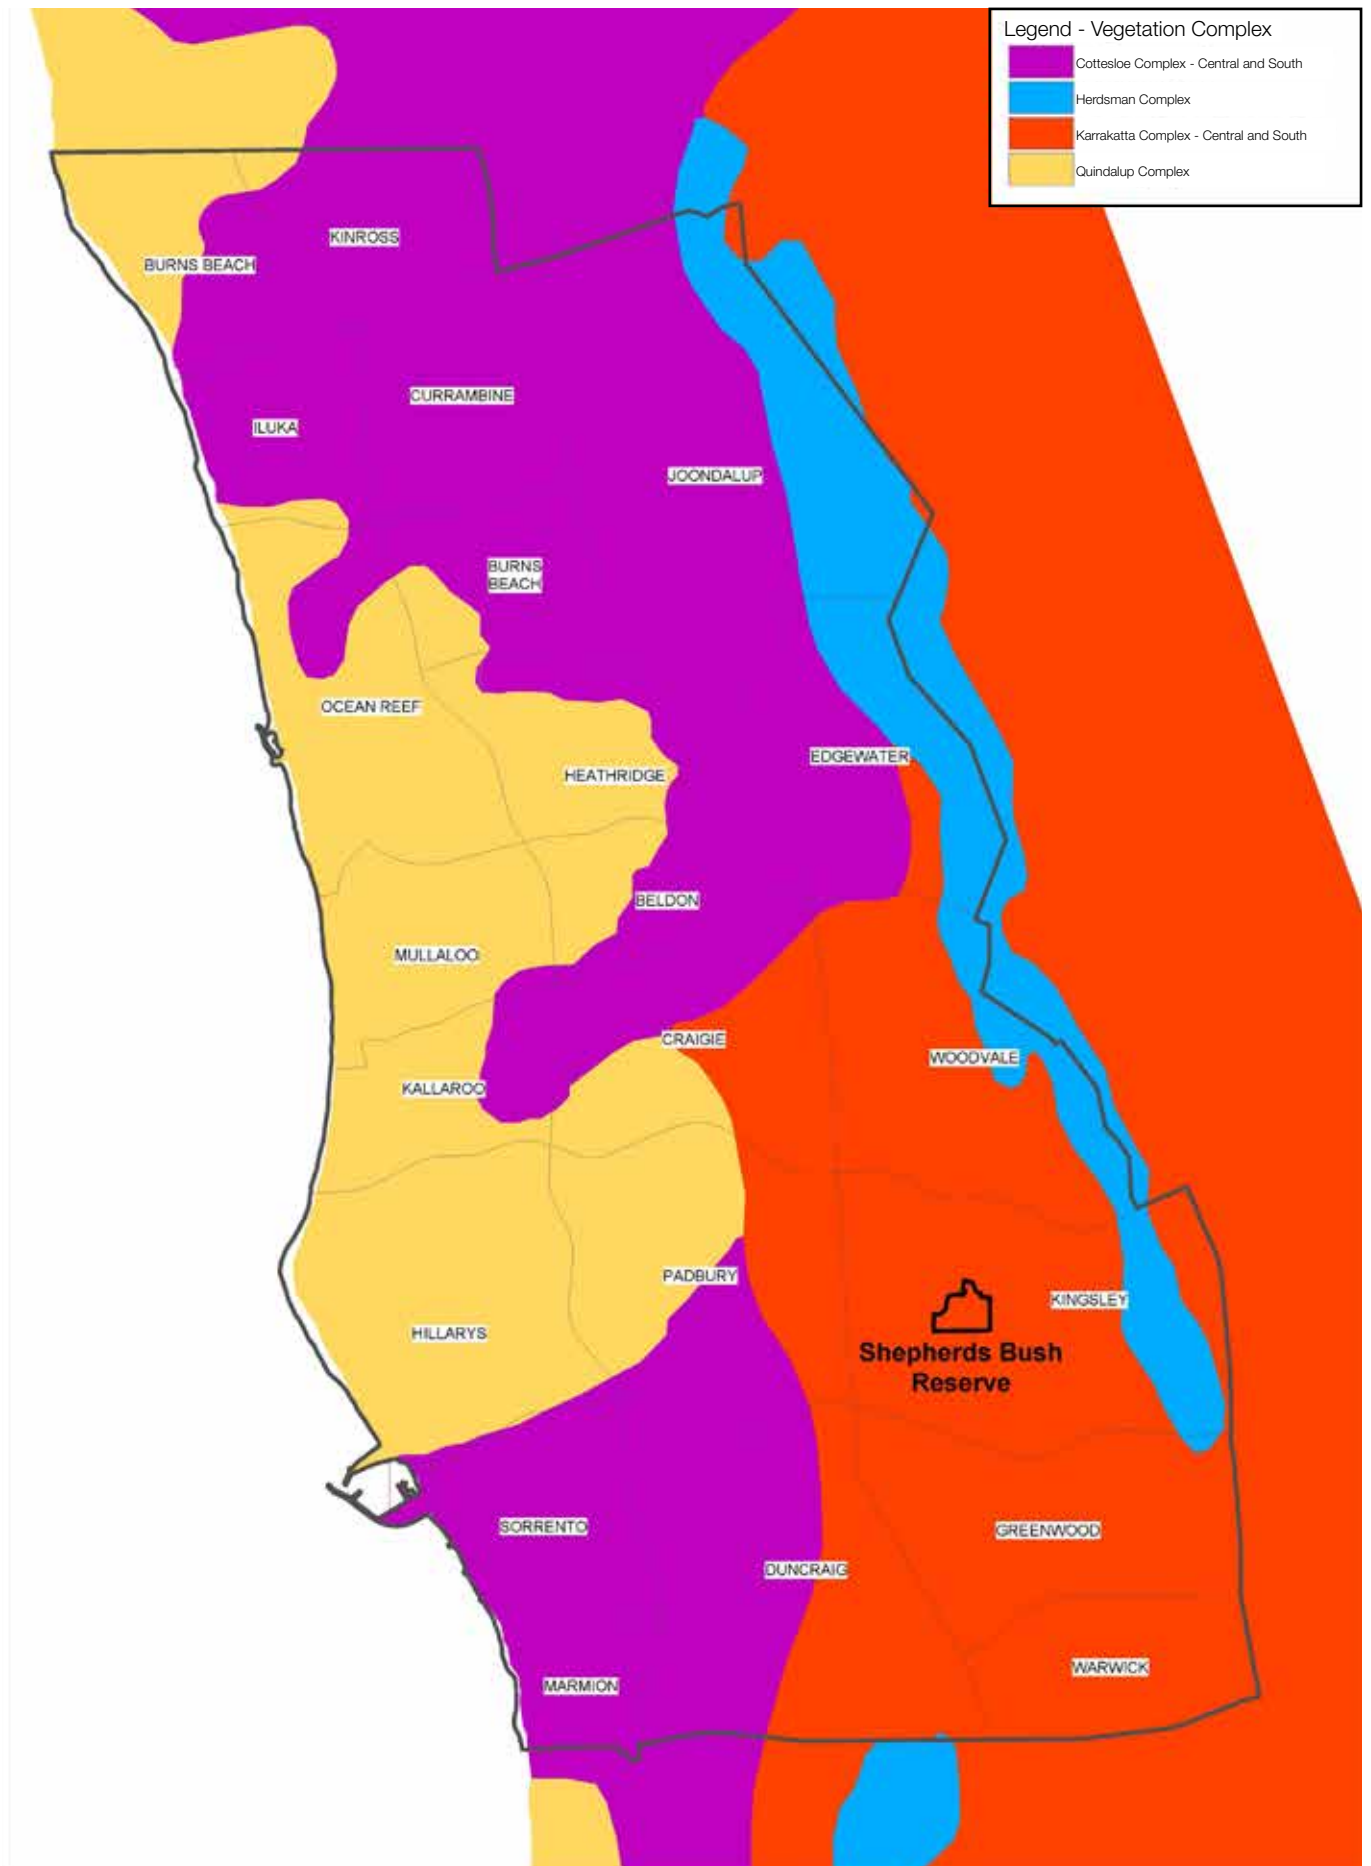 Legend - Vegetation Complex
Cottesloe Complex - Central and South
Herdsman Complex
Karrakatta Complex - Central and South
Quindalup Complex
KINROSS
BURNS BEACH
CURRAMBINE
ILUKA
JOONDALUP
BURNS
BEACH
OCEAN REEF
EDGEWATER
HEATHRIDGE
BELDON
MULLALOO
CRAIGIE
WOODVALE
KALLAROO
PADBURY
KINGSLEY
HILLARYS
Shepherds Bush
Reserve
SORRENTO
GREENWOOD
DUNCRAIG
WARWICK
MARMION